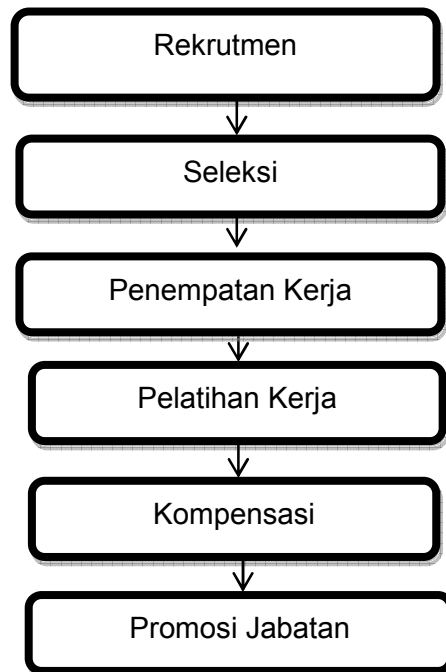 Rekrutmen
Seleksi
Penempatan Kerja
Pelatihan Kerja
Kompensasi
Promosi Jabatan